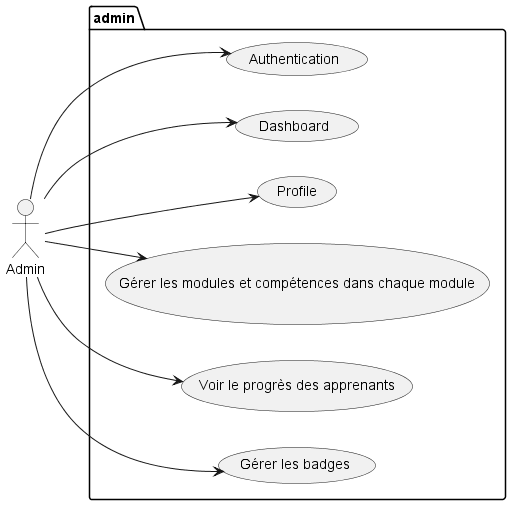 admin
Authentication
Dashboard
Profile
Admin
Gérer les modules et compétences dans chaque module
Voir le progrès des apprenants
Gérer les badges